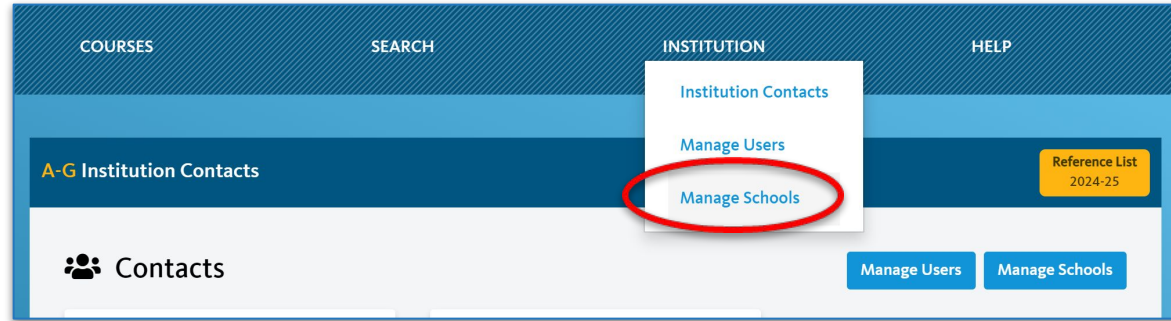 COURSES SEARCH INSTITUTION HELP
Institution Contacts
Manage Users
Manage Schools
A-G Institution Contacts
Reference List
2024-25
Contacts
Manage Users Manage Schools